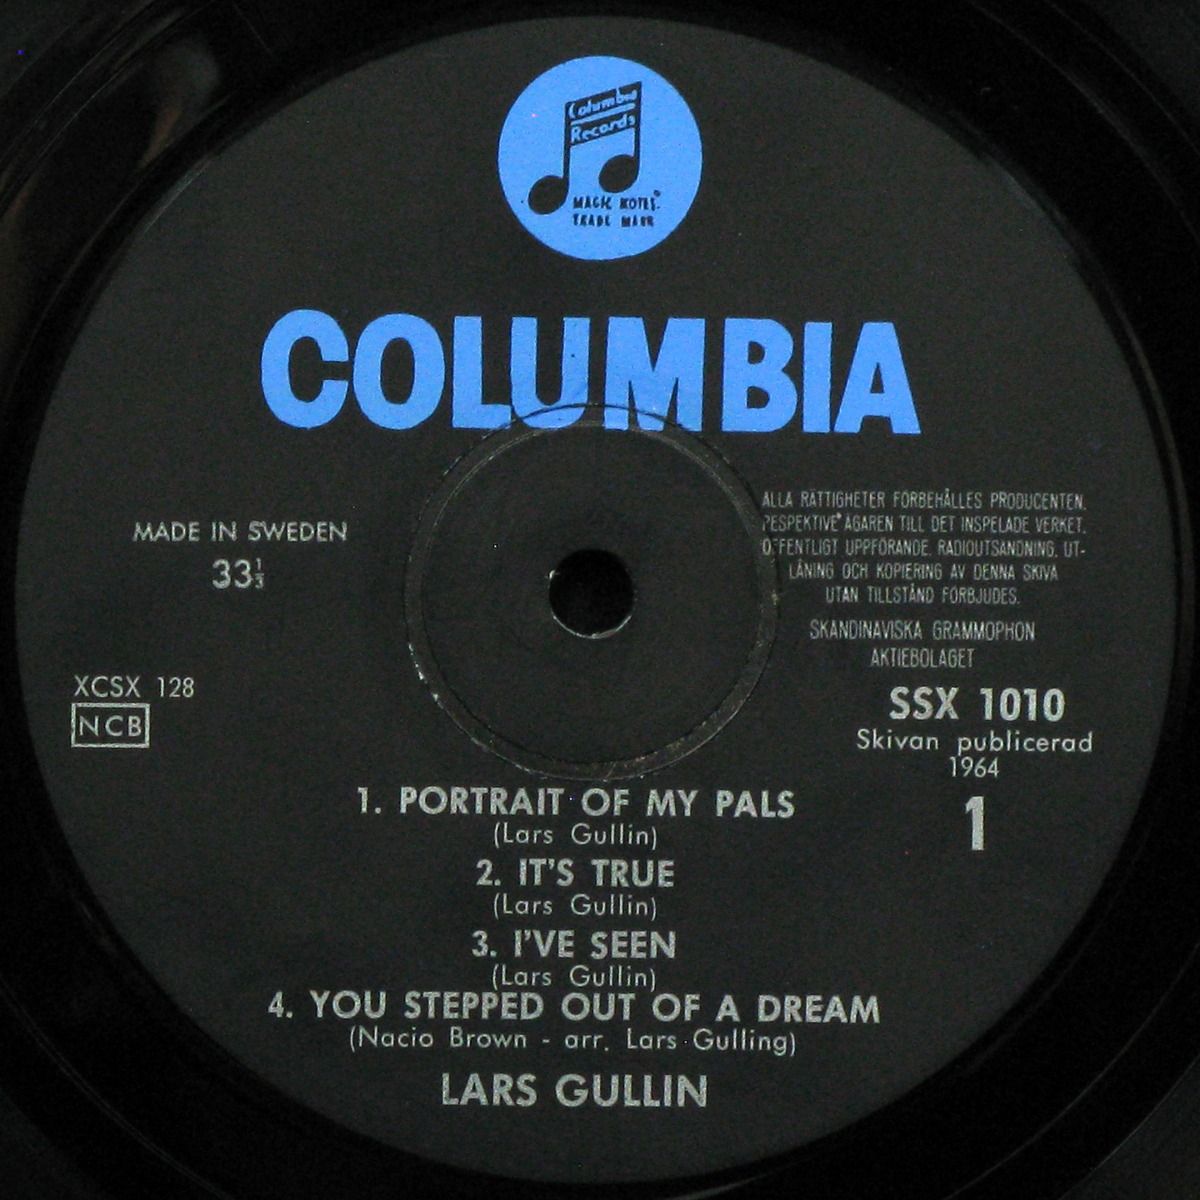 Columbia
Records
MAGIC NOTES
TRADE MARK
COLUMBIA
MADE IN SWEDEN
33⅓
ALLA RÄTTIGHETER FÖRBEHÅLLES PRODUCENTEN.
RESPEKTIVE ÄGAREN TILL DET INSPELADE VERKET.
OFFENTLIGT UPPFÖRANDE. RADIOUTSÄNDNING. UT-
LÅNING OCH KOPIERING AV DENNA SKIVA
UTAN TILLSTÅND FÖRBJUDES.
SKANDINAVISKA GRAMMOPHON
AKTIEBOLAGET
XCSX 128
NCB
SSX 1010
Skivan publicerad
1964
1
1. PORTRAIT OF MY PALS
(Lars Gullin)
2. IT'S TRUE
(Lars Gullin)
3. I'VE SEEN
(Lars Gullin)
4. YOU STEPPED OUT OF A DREAM
(Nacio Brown - arr. Lars Gulling)
LARS GULLIN